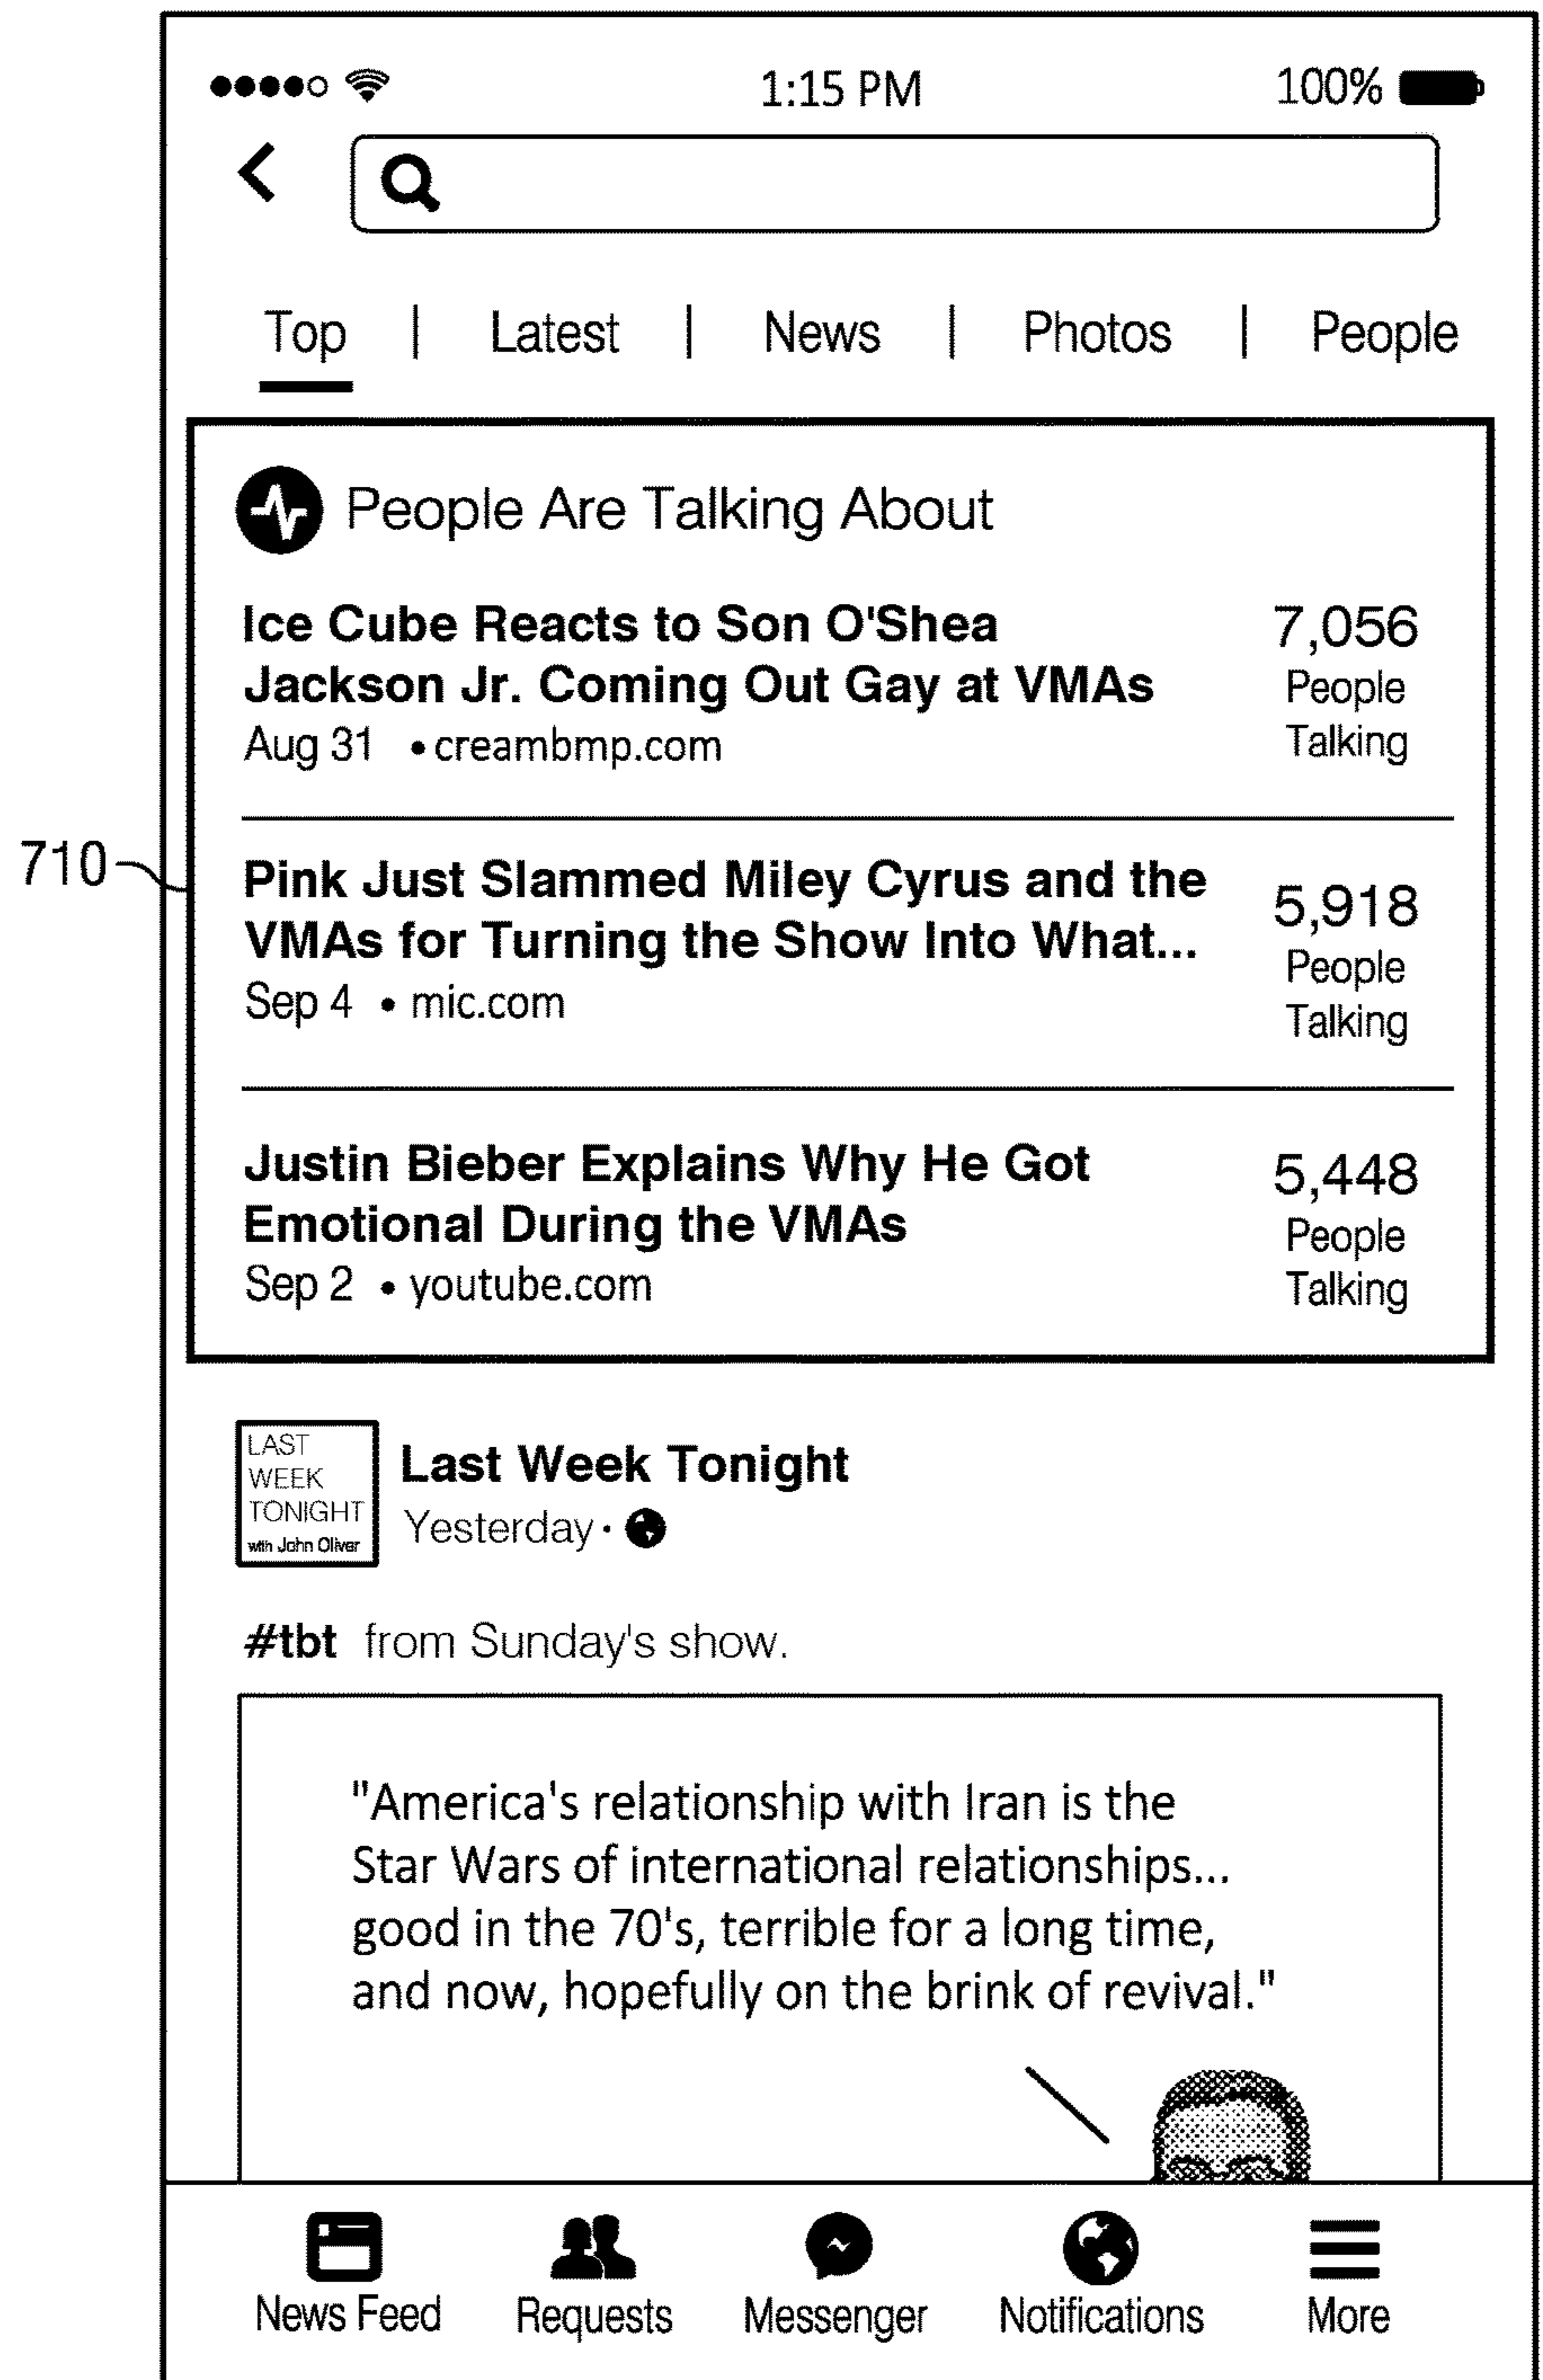 1:15 PM 100%
Top | Latest | News | Photos | People
People Are Talking About
Ice Cube Reacts to Son O'Shea
Jackson Jr. Coming Out Gay at VMAs
Aug 31 • creambmp.com
7,056
People
Talking
710
Pink Just Slammed Miley Cyrus and the
VMAs for Turning the Show Into What...
Sep 4 • mic.com
5,918
People
Talking
Justin Bieber Explains Why He Got
Emotional During the VMAs
Sep 2 • youtube.com
5,448
People
Talking
LAST
WEEK
TONIGHT
with John Oliver
Last Week Tonight
Yesterday ·
#tbt from Sunday's show.
"America's relationship with Iran is the
Star Wars of international relationships...
good in the 70's, terrible for a long time,
and now, hopefully on the brink of revival."
News Feed Requests Messenger Notifications More